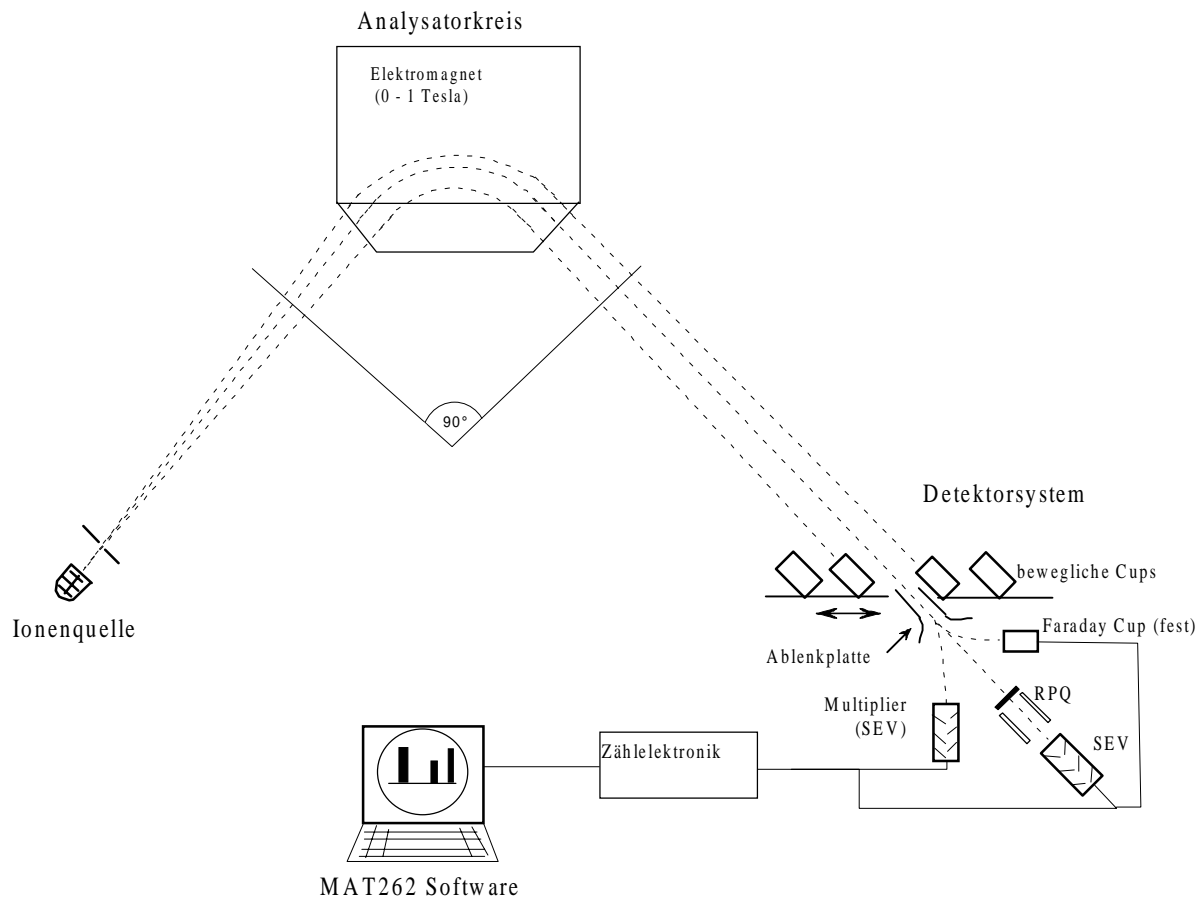 Analysatorkreis
Elektromagnet
(0 - 1 Tesla)
90°
Detektorsystem
bewegliche Cups
Ionenquelle
Faraday Cup (fest)
Ablenkplatte
RPQ
Multiplier
(SEV)
SEV
Zählelektronik
MAT262 Software